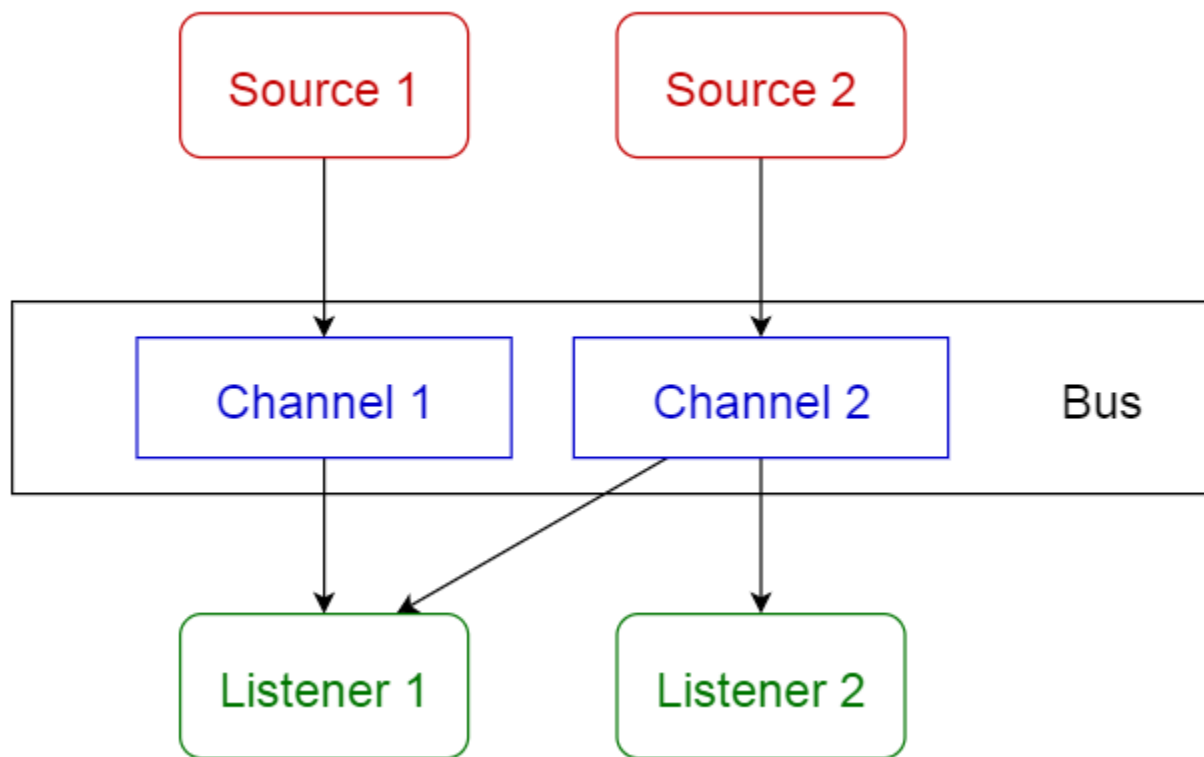 Source 1
Source 2
Channel 1
Channel 2
Bus
Listener 1
Listener 2